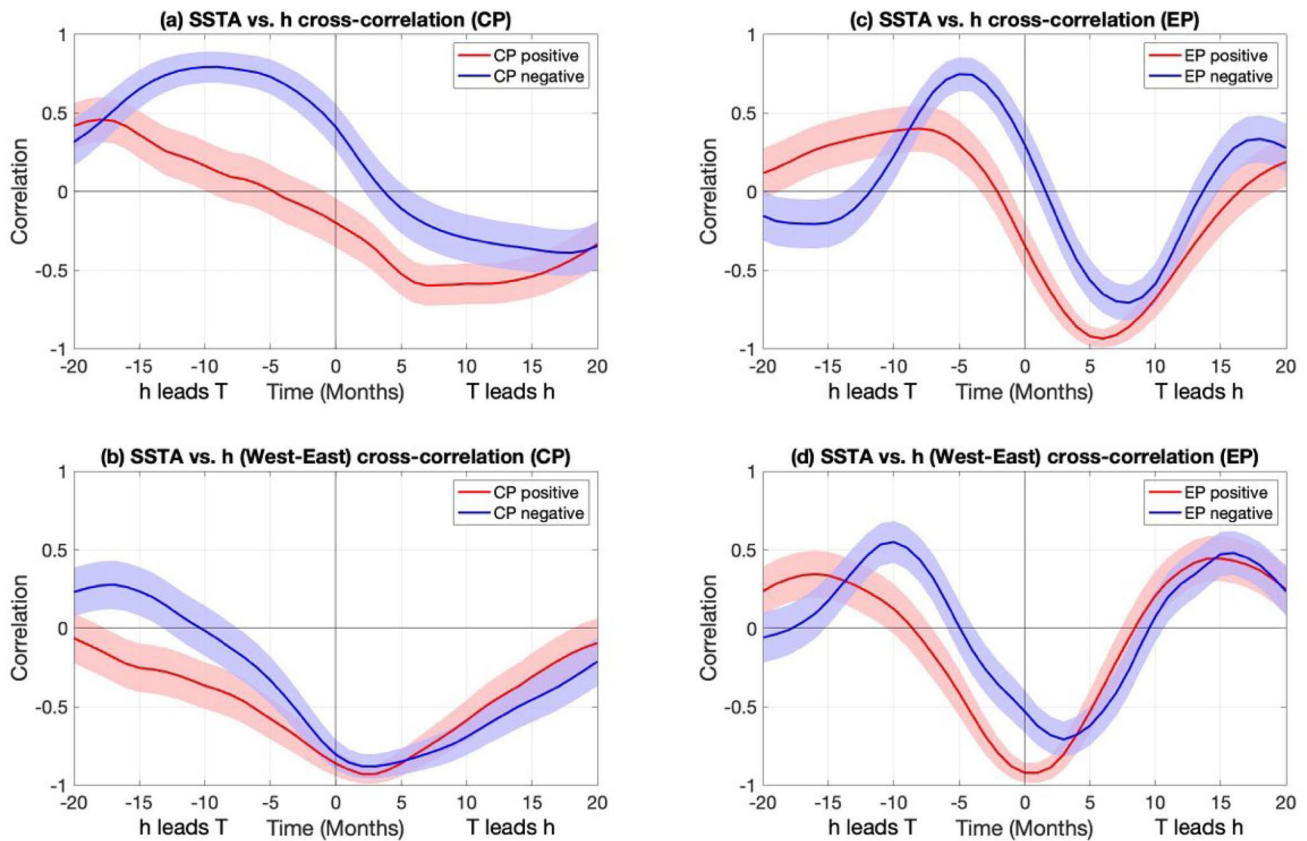 (a) SSTA vs. h cross-correlation (CP)
1
0.5
0
-0.5
-1
Correlation
CP positive
CP negative
-20 -15 -10 -5 0 5 10 15 20
h leads T Time (Months) T leads h
(c) SSTA vs. h cross-correlation (EP)
1
0.5
0
-0.5
-1
Correlation
EP positive
EP negative
-20 -15 -10 -5 0 5 10 15 20
h leads T Time (Months) T leads h
(b) SSTA vs. h (West-East) cross-correlation (CP)
1
0.5
0
-0.5
-1
Correlation
CP positive
CP negative
-20 -15 -10 -5 0 5 10 15 20
h leads T Time (Months) T leads h
(d) SSTA vs. h (West-East) cross-correlation (EP)
1
0.5
0
-0.5
-1
Correlation
EP positive
EP negative
-20 -15 -10 -5 0 5 10 15 20
h leads T Time (Months) T leads h